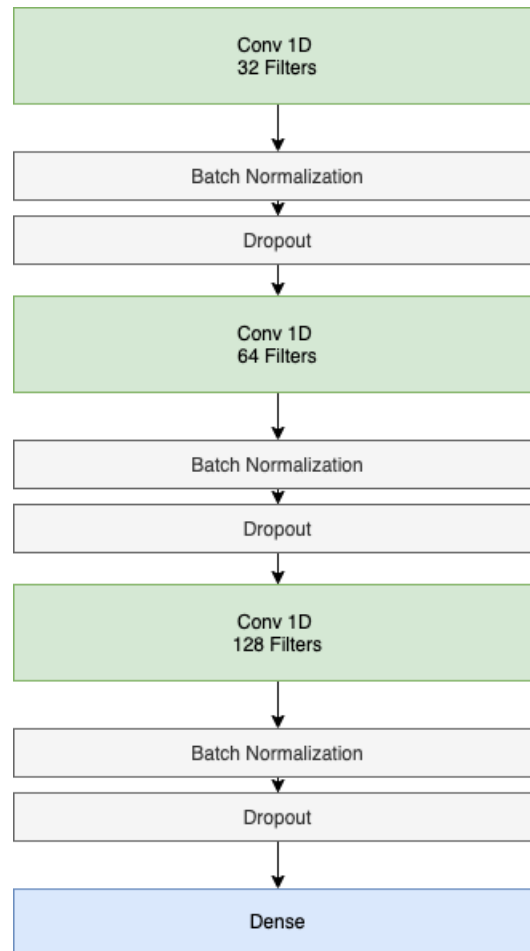 Conv 1D
32 Filters
Batch Normalization
Dropout
Conv 1D
64 Filters
Batch Normalization
Dropout
Conv 1D
128 Filters
Batch Normalization
Dropout
Dense